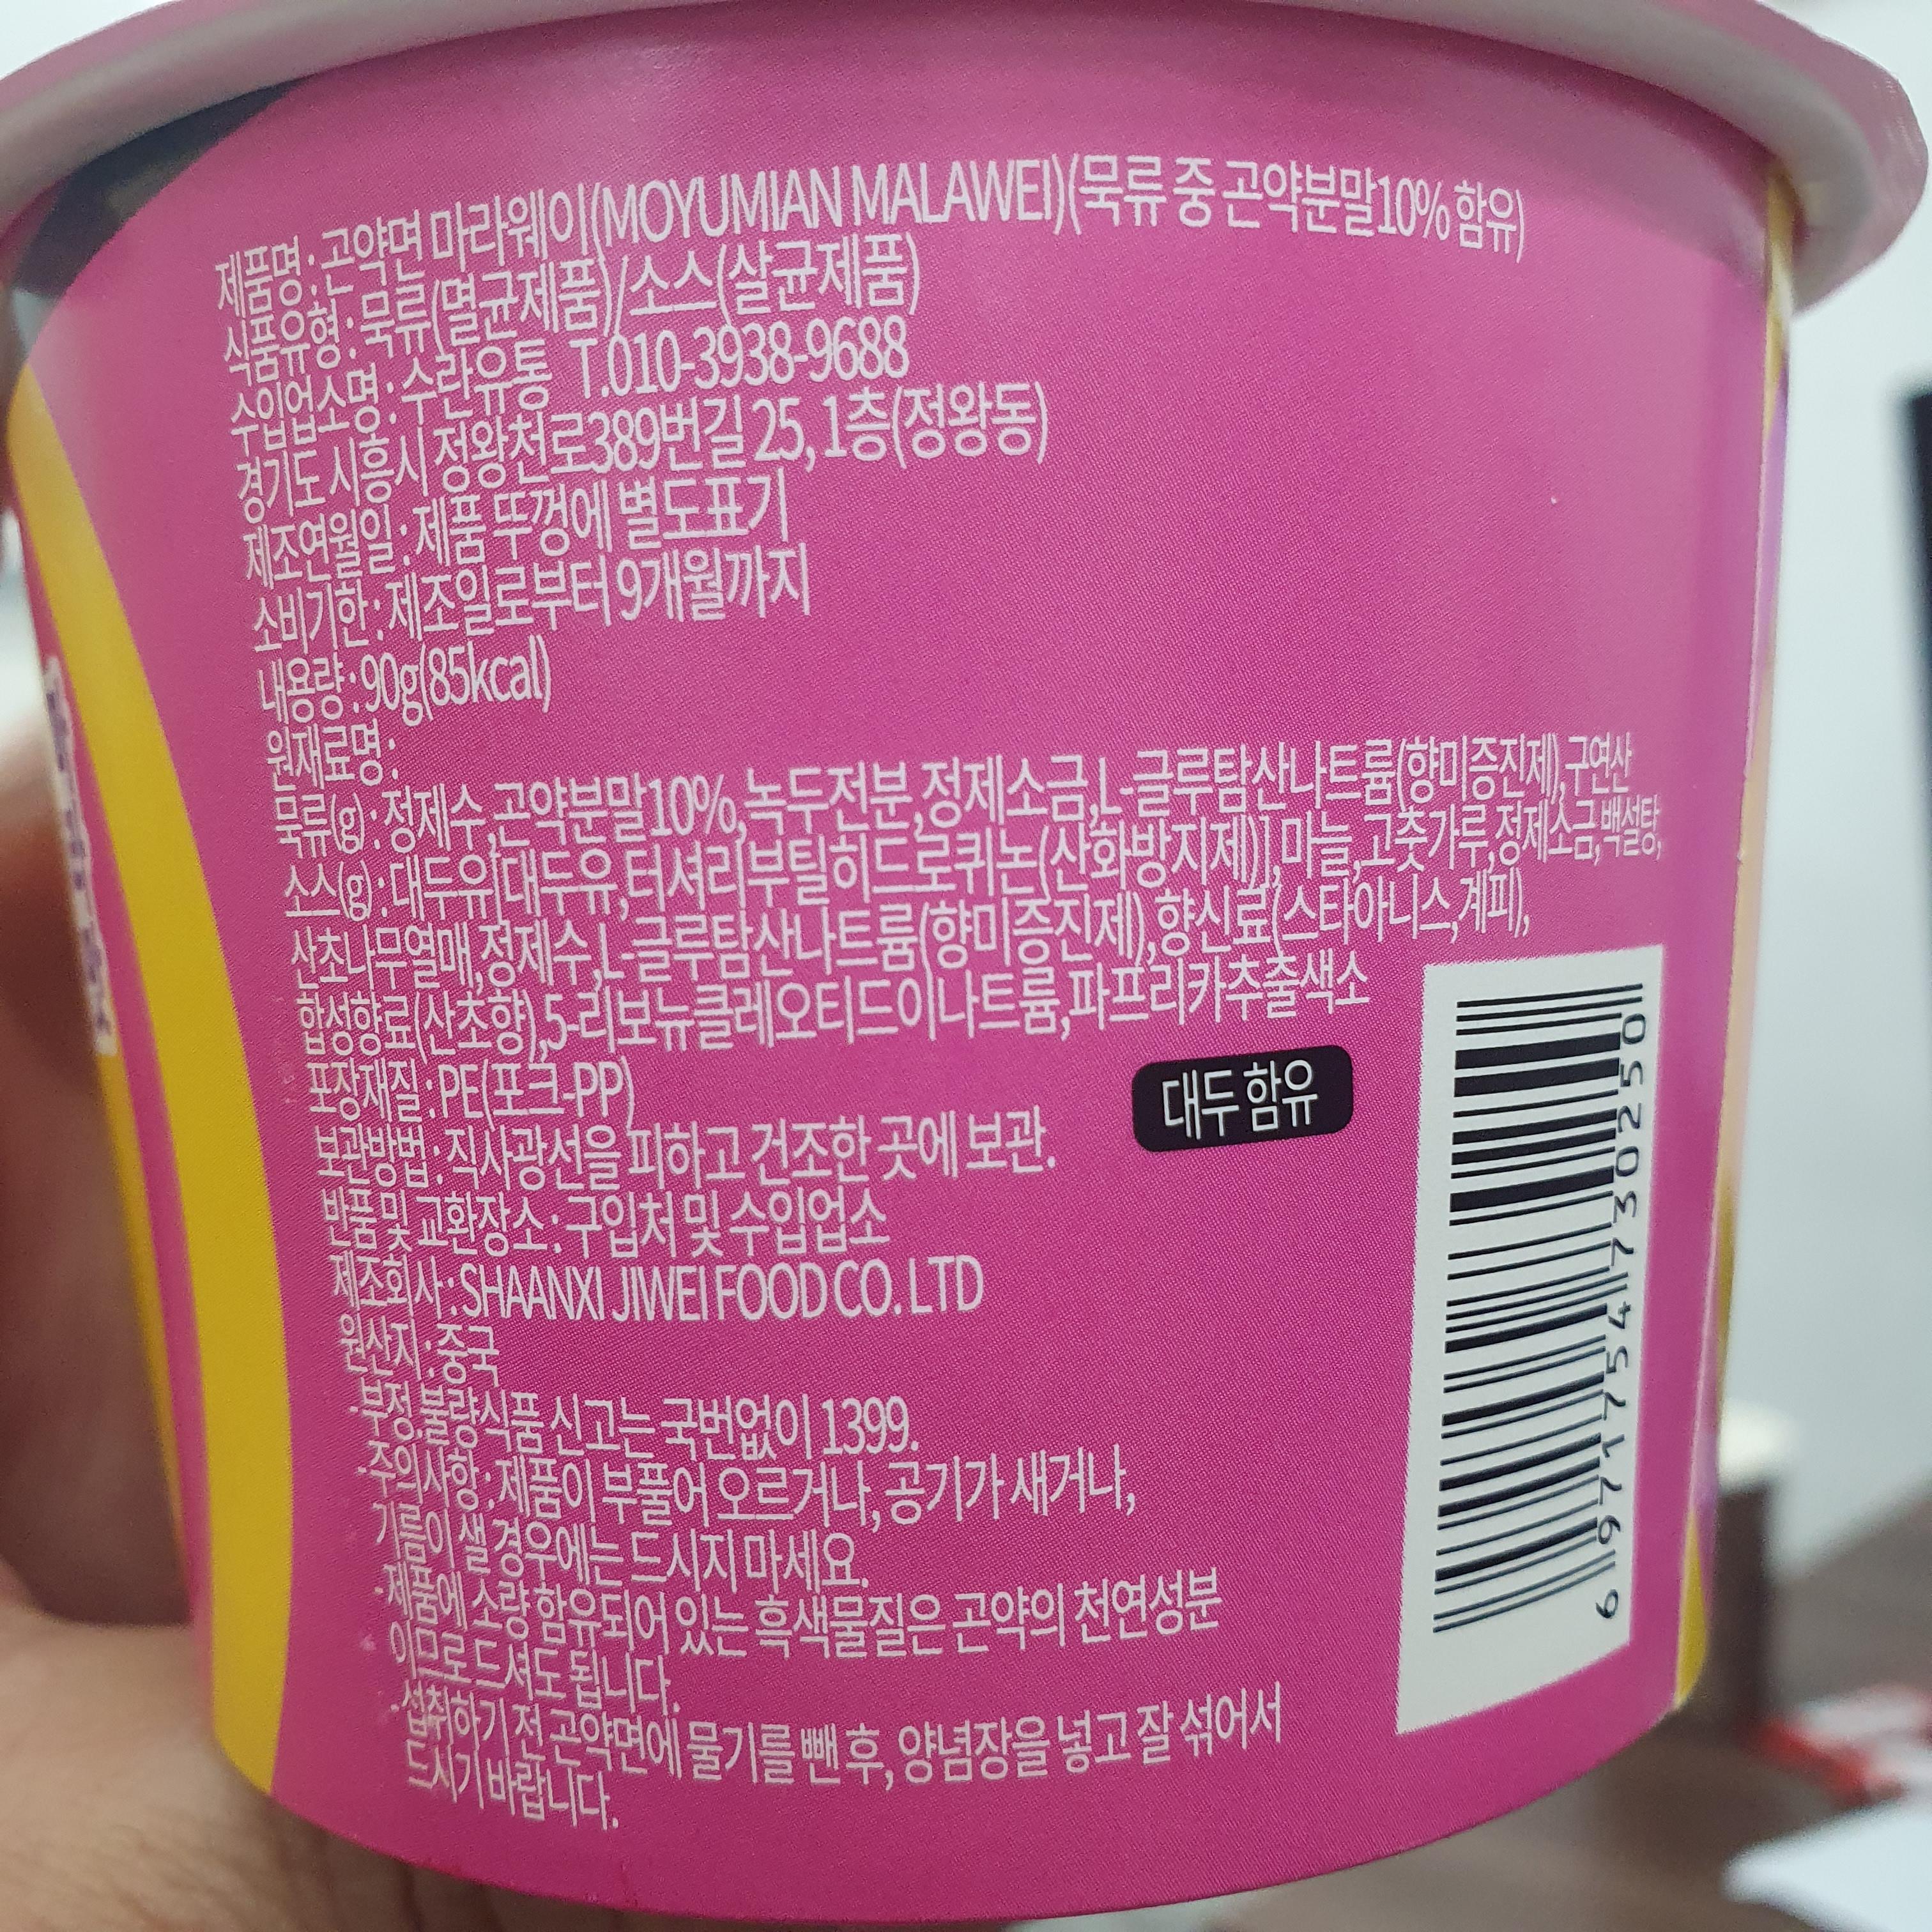 제품명 : 곤약면 마라웨이(MOYUMIAN MALAWEI)(묵류 중 곤약분말10% 함유)
식품유형 : 묵류(멸균제품)/소스(살균제품)
수입업소명 : 수란유통 T.010-3938-9688
경기도 시흥시 정왕천로389번길 25, 1층(정왕동)
제조연월일 : 제품 뚜껑에 별도표기
소비기한 : 제조일로부터 9개월까지
내용량 : 90g(85kcal)
원재료명 :
묵류(g) : 정제수,곤약분말10%,녹두전분,정제소금,L-글루탐산나트륨(향미증진제),구연산
소스(g) : 대두유[대두유,터셔리부틸히드로퀴논(산화방지제)],마늘,고춧가루,정제소금,백설탕,
산초나무열매,정제수,L-글루탐산나트륨(향미증진제),향신료(스타아니스,계피),
합성향료(산초향),5-리보뉴클레오티드이나트륨,파프리카추출색소
포장재질 : PE(포크-PP)
대두 함유
보관방법 : 직사광선을 피하고 건조한 곳에 보관.
반품 및 교환장소 : 구입처 및 수입업소
제조회사 : SHAANXI JIWEI FOOD CO. LTD
원산지 : 중국
·부정.불량식품 신고는 국번없이 1399.
·주의사항 : 제품이 부풀어 오르거나, 공기가 새거나,
기름이 샐 경우에는 드시지 마세요.
·제품에 소량 함유되어 있는 흑색물질은 곤약의 천연성분
이므로 드셔도 됩니다.
·섭취하기 전 곤약면에 물기를 뺀 후, 양념장을 넣고 잘 섞어서
드시기 바랍니다.
6 971754 730250